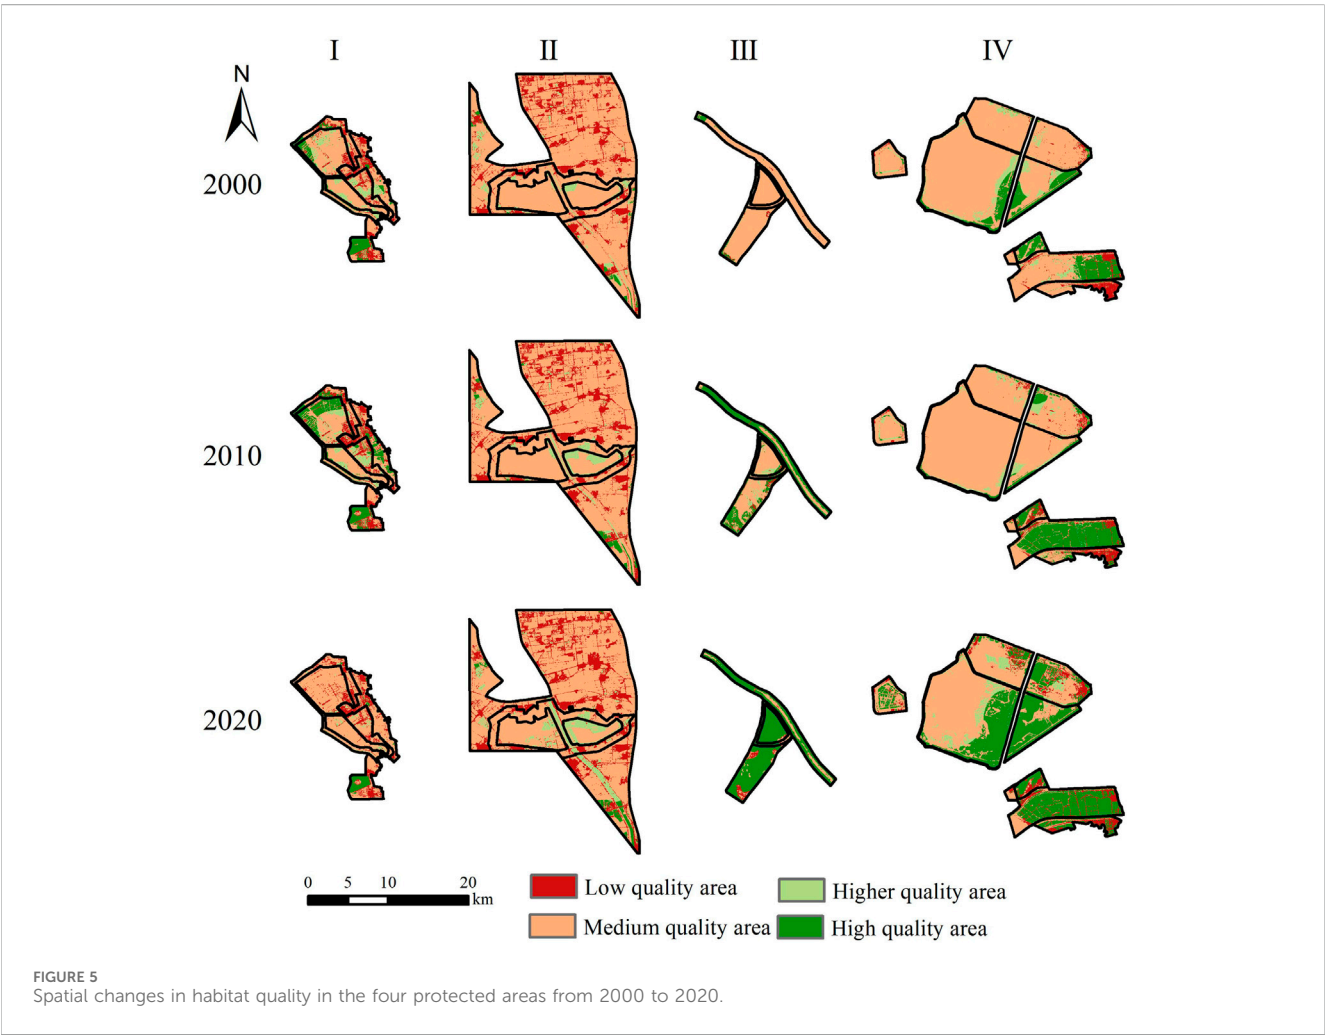 I II III IV
N
2000
2010
2020
0 5 10 20
km
Low quality area
Higher quality area
Medium quality area
High quality area
FIGURE 5
Spatial changes in habitat quality in the four protected areas from 2000 to 2020.